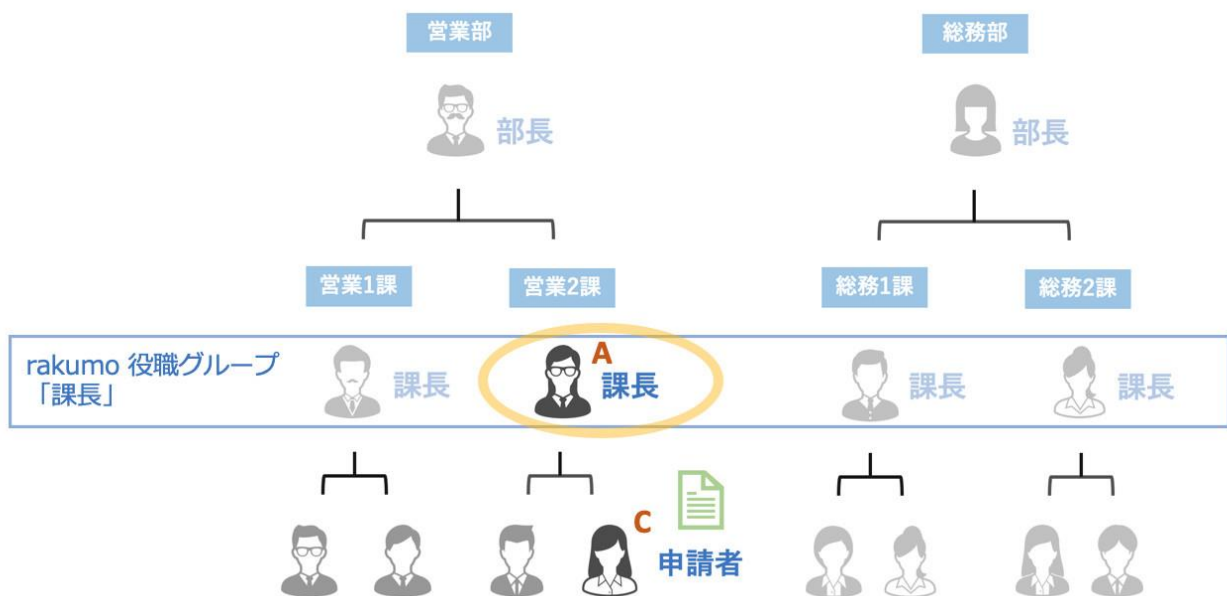 営業部
総務部
部長
部長
営業1課
営業2課
総務1課
総務2課
rakumo 役職グループ
「課長」
課長
A
課長
課長
課長
C
申請者